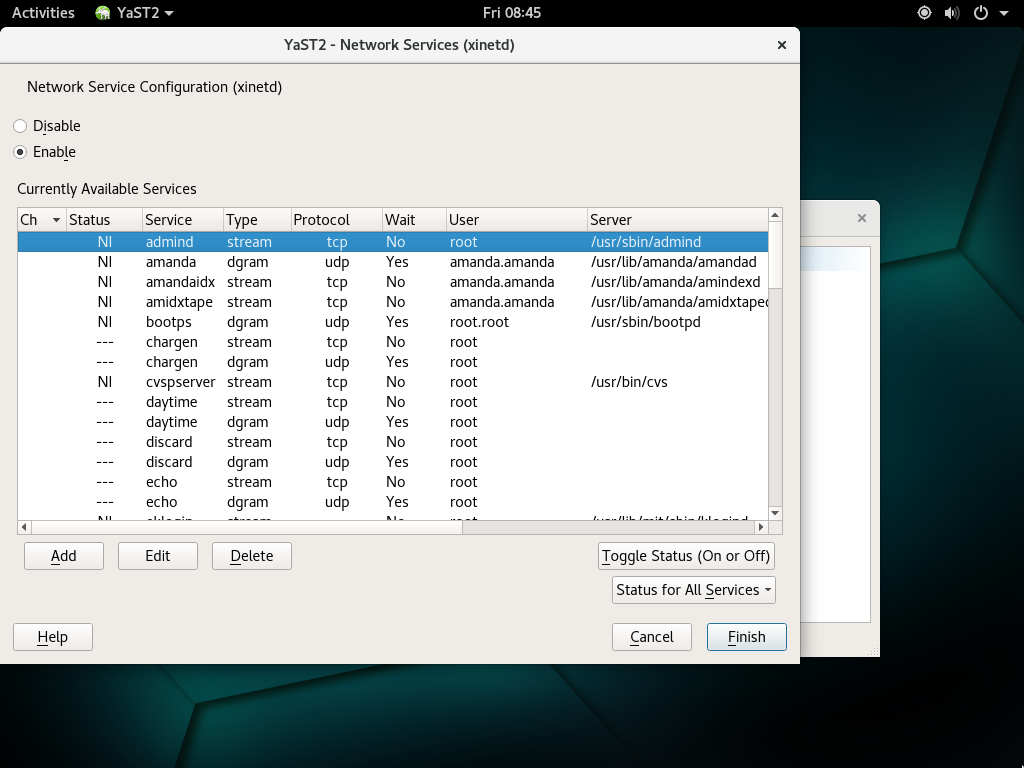 Activities YaST2 Fri 08:45
YaST2 - Network Services (xinetd)
Network Service Configuration (xinetd)
Disable
Enable
Currently Available Services
Ch Status Service Type Protocol Wait User Server
NI admind stream tcp No root /usr/sbin/admind
NI amanda dgram udp Yes amanda.amanda /usr/lib/amanda/amandad
NI amandaidx stream tcp No amanda.amanda /usr/lib/amanda/amindexd
NI amidxtape stream tcp No amanda.amanda /usr/lib/amanda/amidxtaped
NI bootps dgram udp Yes root.root /usr/sbin/bootpd
--- chargen stream tcp No root
--- chargen dgram udp Yes root
NI cvspserver stream tcp No root /usr/bin/cvs
--- daytime stream tcp No root
--- daytime dgram udp Yes root
--- discard stream tcp No root
--- discard dgram udp Yes root
--- echo stream tcp No root
--- echo dgram udp Yes root
NI eklogin stream tcp No root /usr/lib/mit/sbin/klogind
Add Edit Delete Toggle Status (On or Off)
Status for All Services
Help Cancel Finish